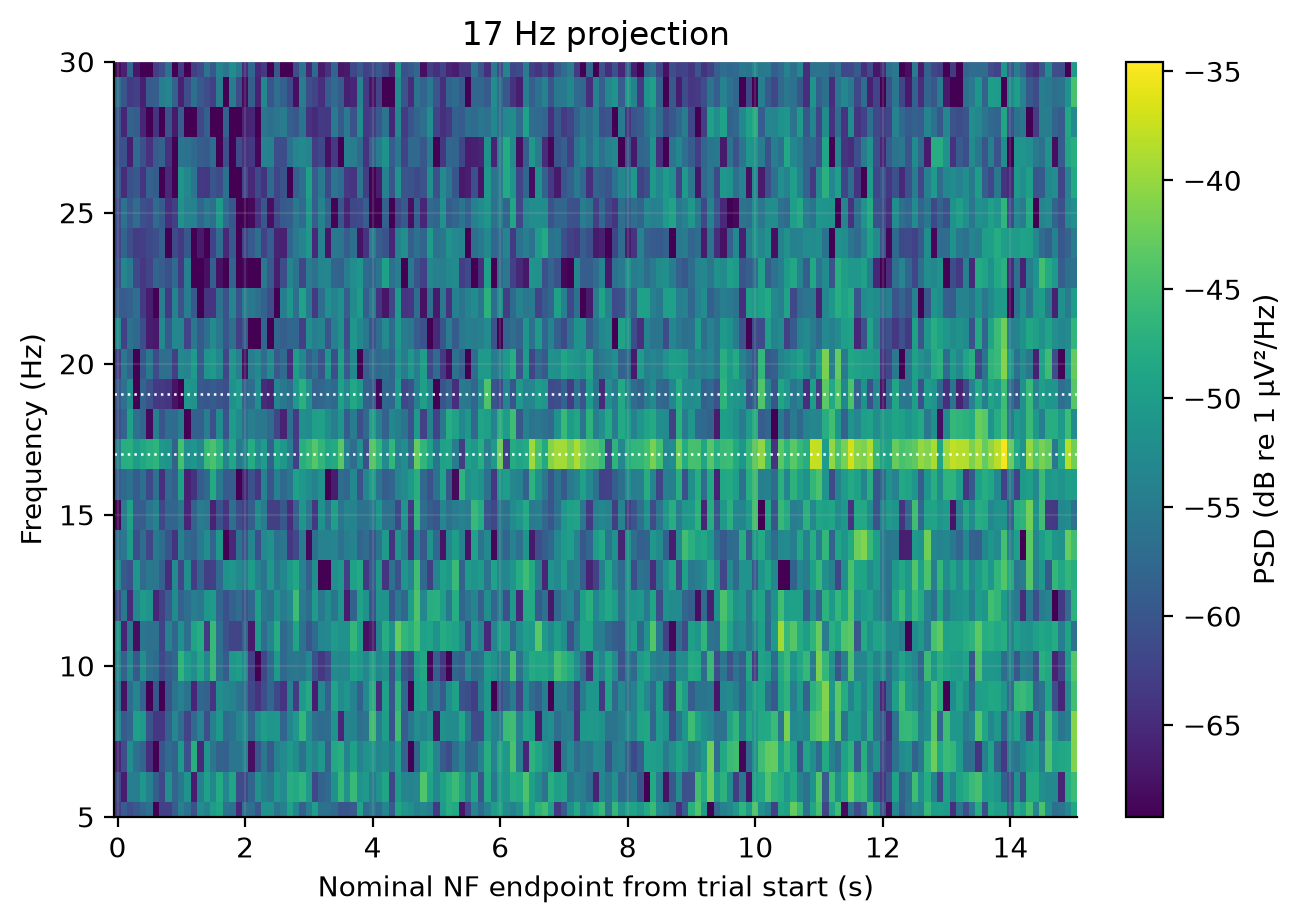 17 Hz projection
30
25
20
15
10
5
Frequency (Hz)
0 2 4 6 8 10 12 14
Nominal NF endpoint from trial start (s)
−35
−40
−45
−50
−55
−60
−65
PSD (dB re 1 µV²/Hz)